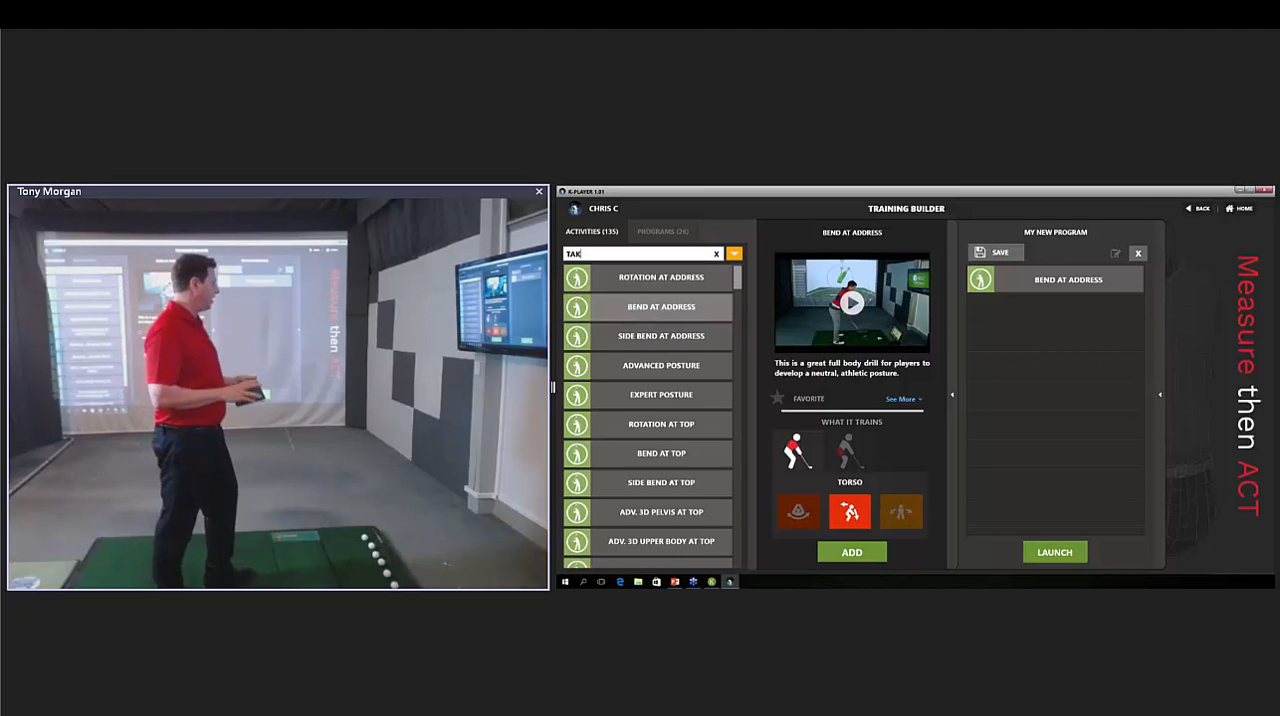 Tony Morgan
K-PLAYER 1.01
CHRIS C
TRAINING BUILDER
BACK
HOME
ACTIVITIES (135)
PROGRAMS (26)
TAK
X
ROTATION AT ADDRESS
BEND AT ADDRESS
SIDE BEND AT ADDRESS
ADVANCED POSTURE
EXPERT POSTURE
ROTATION AT TOP
BEND AT TOP
SIDE BEND AT TOP
ADV. 3D PELVIS AT TOP
ADV. 3D UPPER BODY AT TOP
BEND AT ADDRESS
This is a great full body drill for players to
develop a neutral, athletic posture.
FAVORITE
See More
WHAT IT TRAINS
TORSO
ADD
MY NEW PROGRAM
SAVE
X
BEND AT ADDRESS
LAUNCH
Measure then ACT